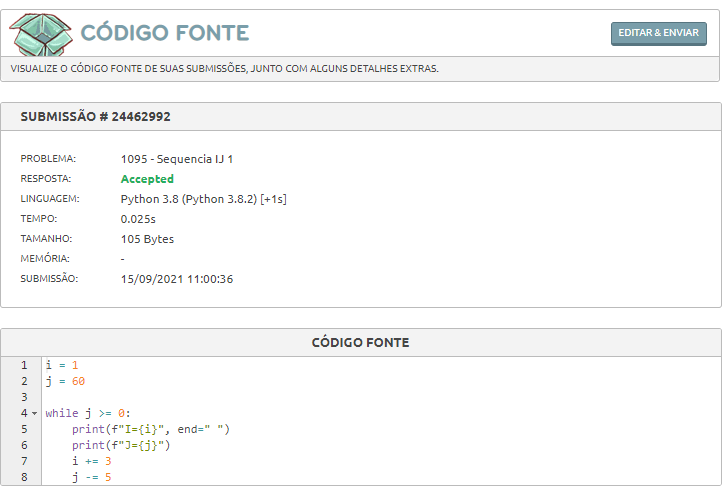 CÓDIGO FONTE
EDITAR & ENVIAR
VISUALIZE O CÓDIGO FONTE DE SUAS SUBMISSÕES, JUNTO COM ALGUNS DETALHES EXTRAS.
SUBMISSÃO # 24462992
PROBLEMA: 1095 - Sequencia IJ 1
RESPOSTA: Accepted
LINGUAGEM: Python 3.8 (Python 3.8.2) [+1s]
TEMPO: 0.025s
TAMANHO: 105 Bytes
MEMÓRIA: -
SUBMISSÃO: 15/09/2021 11:00:36
CÓDIGO FONTE
1 i = 1
2 j = 60
3
4 while j >= 0:
5     print(f"I={i}", end=" ")
6     print(f"J={j}")
7     i += 3
8     j -= 5